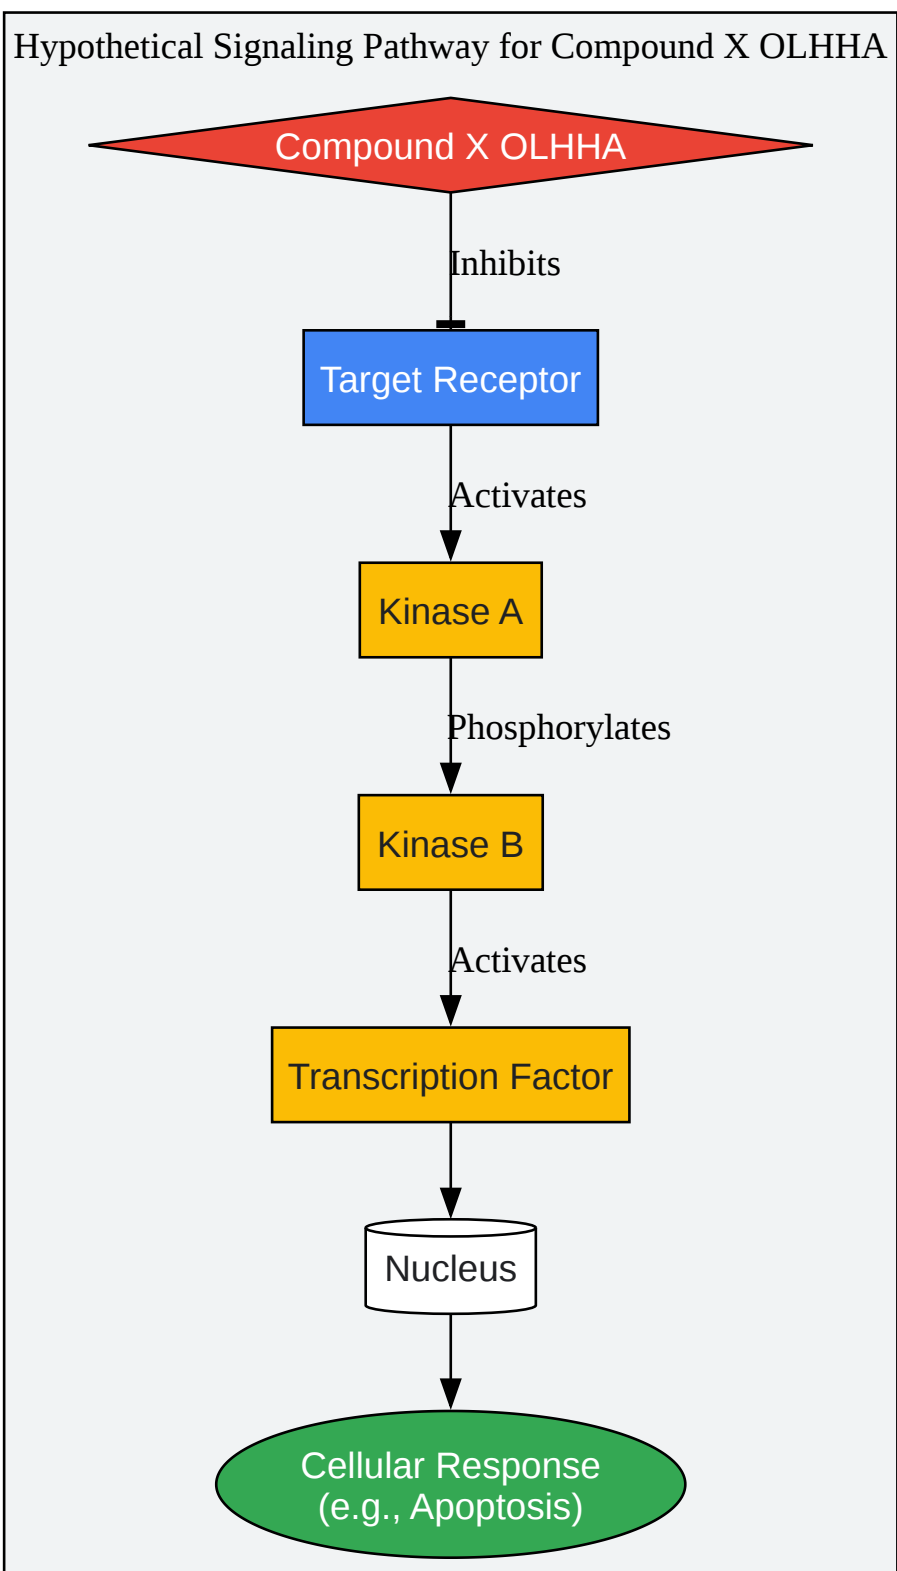 Hypothetical Signaling Pathway for Compound X OLHHA
Compound X OLHHA
Inhibits
Target Receptor
Activates
Kinase A
Phosphorylates
Kinase B
Activates
Transcription Factor
Nucleus
Cellular Response
(e.g., Apoptosis)